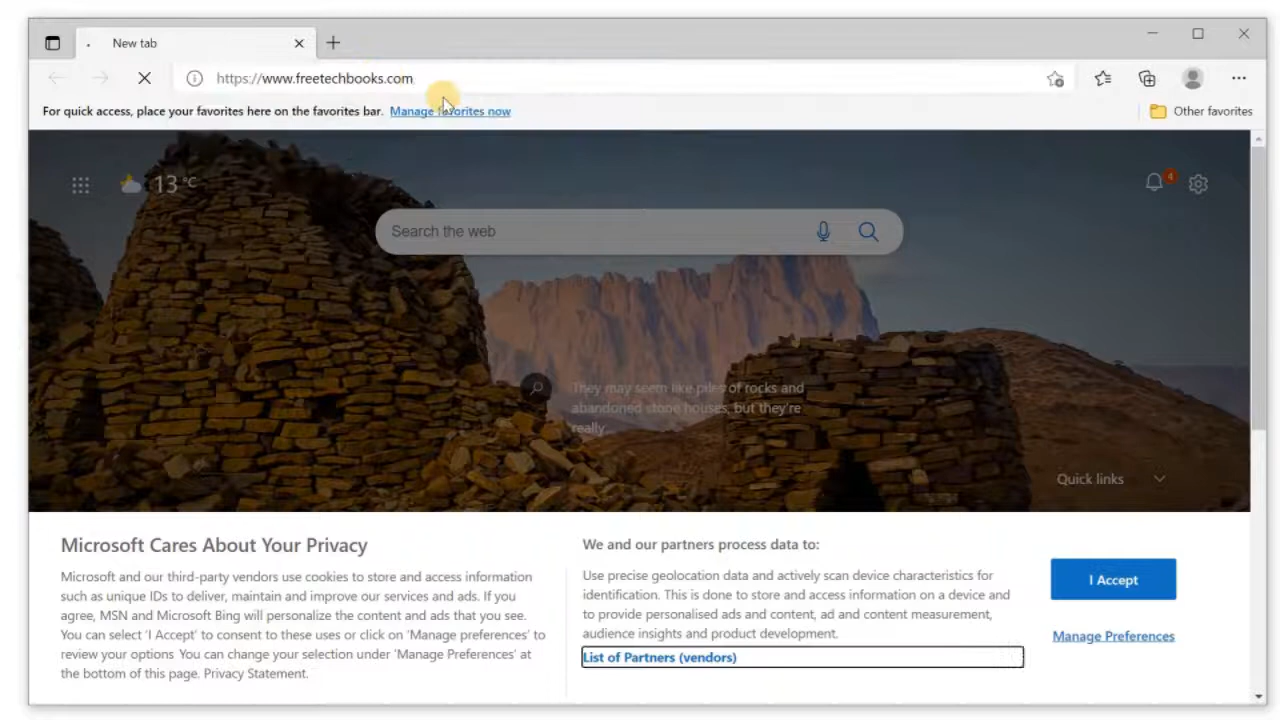 New tab
https://www.freetechbooks.com
For quick access, place your favorites here on the favorites bar. Manage favorites now
Other favorites
13 °C
4
Search the web
They may seem like piles of rocks and
abandoned stone houses, but they're
really
Quick links
Microsoft Cares About Your Privacy
Microsoft and our third-party vendors use cookies to store and access information
such as unique IDs to deliver, maintain and improve our services and ads. If you
agree, MSN and Microsoft Bing will personalize the content and ads that you see.
You can select 'I Accept' to consent to these uses or click on 'Manage preferences' to
review your options You can change your selection under 'Manage Preferences' at
the bottom of this page. Privacy Statement.
We and our partners process data to:
Use precise geolocation data and actively scan device characteristics for
identification. This is done to store and access information on a device and
to provide personalised ads and content, ad and content measurement,
audience insights and product development.
List of Partners (vendors)
I Accept
Manage Preferences